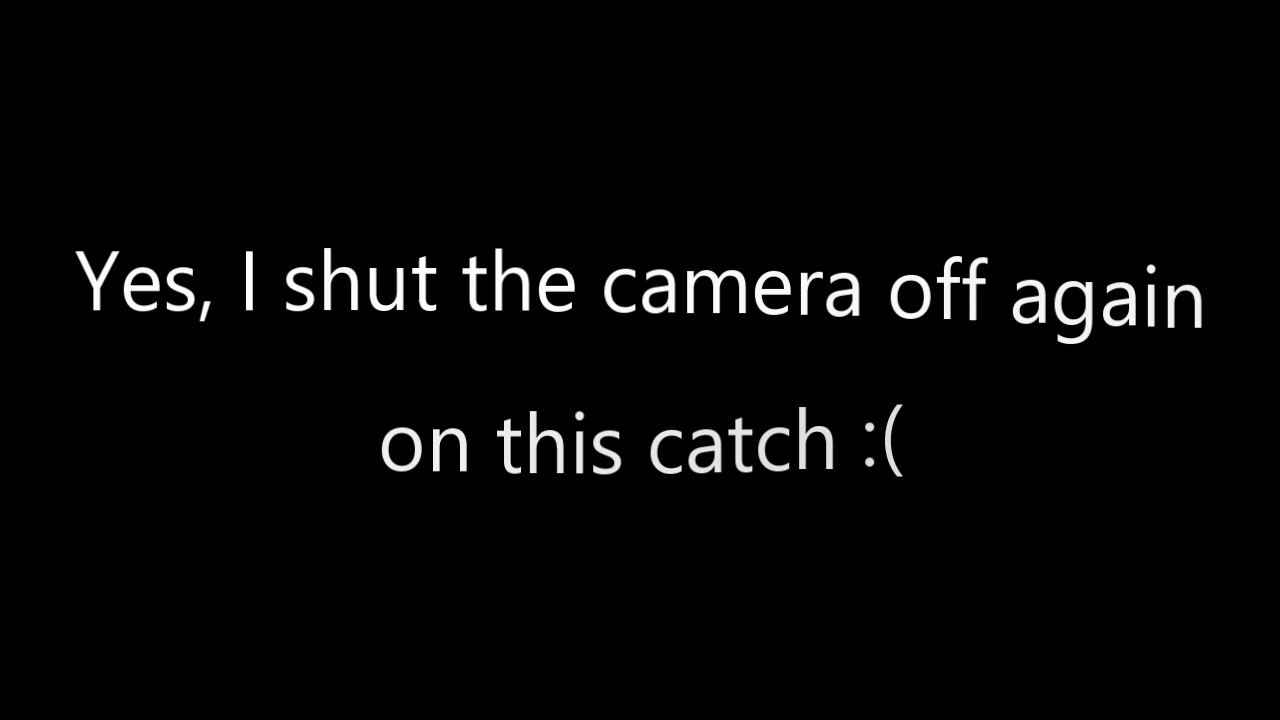 Yes, I shut the camera off again
on this catch :(